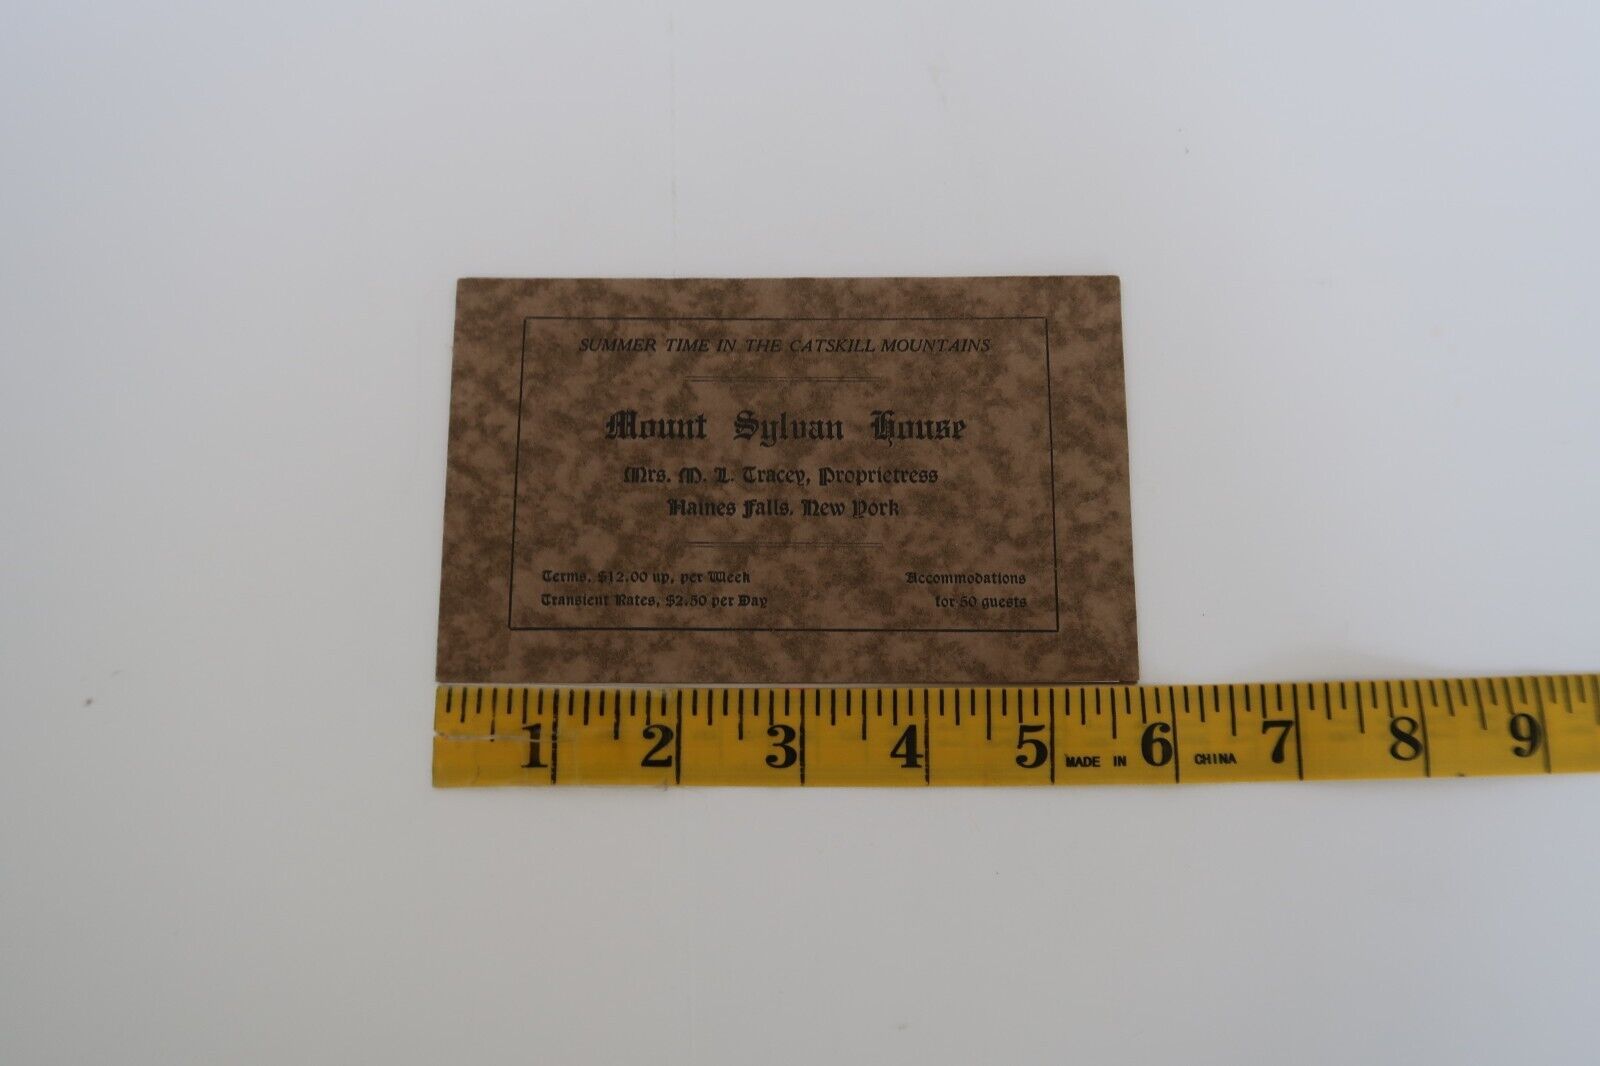 SUMMER TIME IN THE CATSKILL MOUNTAINS
Mount Sylvan House
Mrs. M. L. Tracey, Proprietress
Haines Falls, New York
Terms, $12.00 up, per Week
Transient Rates, $2.50 per Day
Accommodations
for 50 guests
1 2 3 4 5 MADE IN 6 CHINA 7 8 9